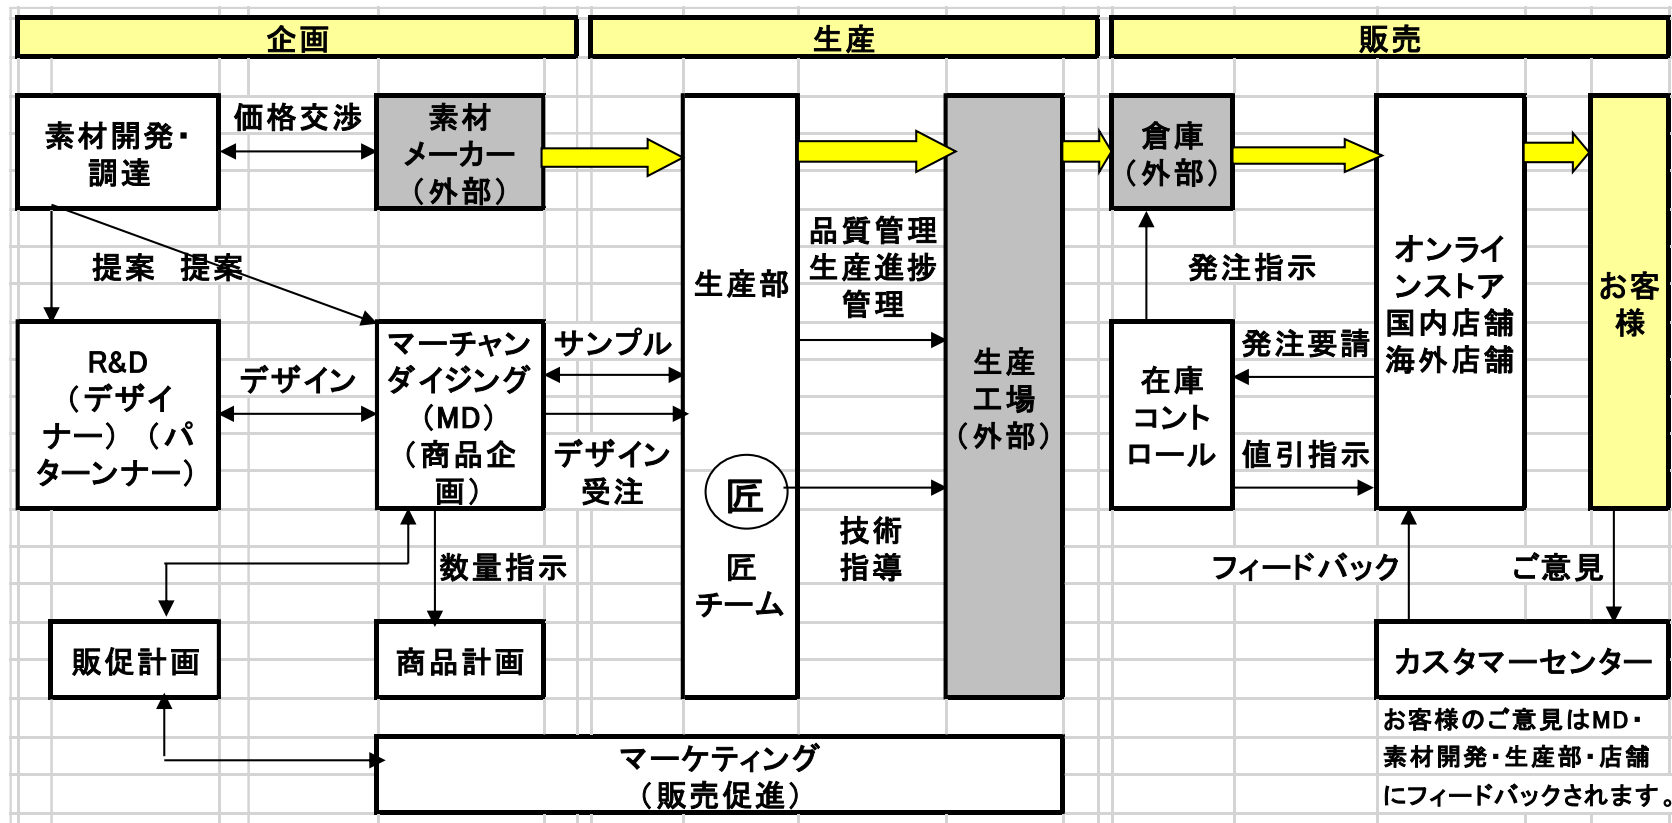 企画
生産
販売
素材開発・
調達
価格交渉
素材
メーカー
（外部）
倉庫
（外部）
提案　提案
生産部
品質管理
生産進捗
管理
発注指示
オンライ
ンストア
国内店舗
海外店舗
お客
様
R&D
（デザイ
ナー）（パ
ターンナー）
デザイン
マーチャン
ダイジング
（MD）
（商品企
画）
サンプル
デザイン
受注
生産
工場
（外部）
在庫
コント
ロール
発注要請
値引指示
匠
匠
チーム
技術
指導
数量指示
フィードバック
ご意見
販促計画
商品計画
カスタマーセンター
お客様のご意見はMD・
素材開発・生産部・店舗
にフィードバックされます。
マーケティング
（販売促進）